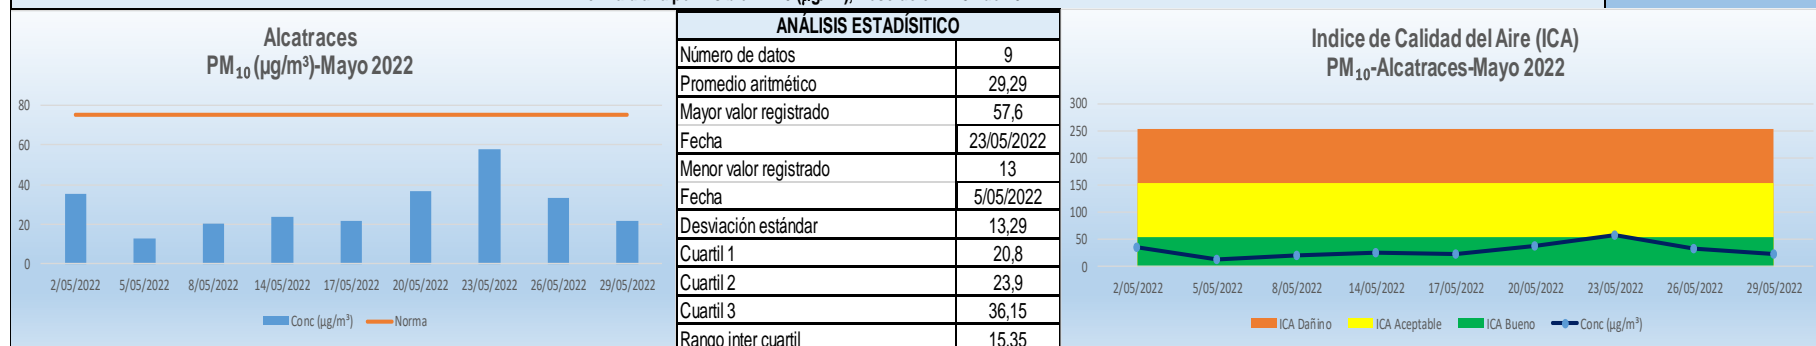 Alcatraces
PM₁₀ (µg/m³)-Mayo 2022
80
60
40
20
0
2/05/2022 5/05/2022 8/05/2022 14/05/2022 17/05/2022 20/05/2022 23/05/2022 26/05/2022 29/05/2022
Conc (µg/m³) Norma
ANÁLISIS ESTADÍSITICO
Número de datos 9
Promedio aritmético 29,29
Mayor valor registrado 57,6
Fecha 23/05/2022
Menor valor registrado 13
Fecha 5/05/2022
Desviación estándar 13,29
Cuartil 1 20,8
Cuartil 2 23,9
Cuartil 3 36,15
Rango inter cuartil 15,35
Indice de Calidad del Aire (ICA)
PM₁₀-Alcatraces-Mayo 2022
300
250
200
150
100
50
0
2/05/2022 5/05/2022 8/05/2022 14/05/2022 17/05/2022 20/05/2022 23/05/2022 26/05/2022 29/05/2022
ICA Dañino ICA Aceptable ICA Bueno Conc (µg/m³)